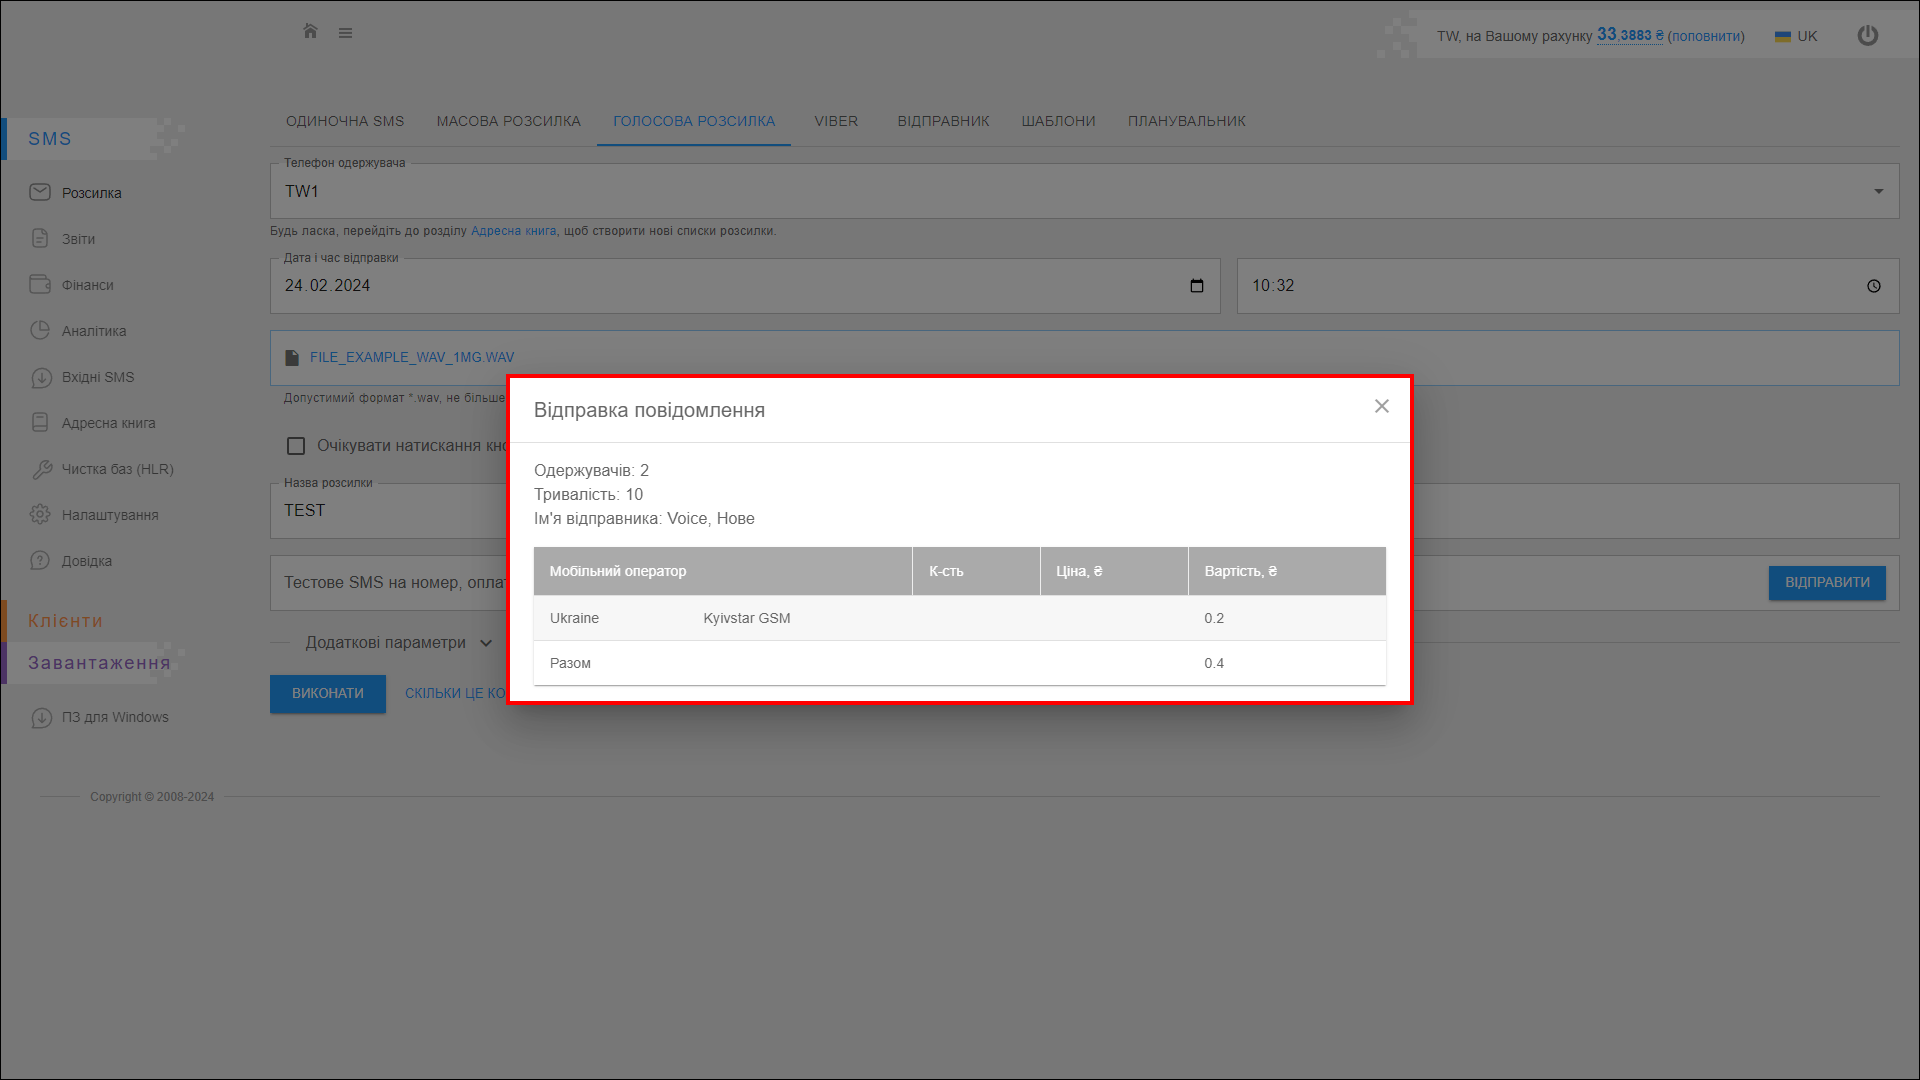 TW, на Вашому рахунку 33,3883 ₴ (поповнити)
UK
SMS
Розсилка
Звіти
Фінанси
Аналітика
Вхідні SMS
Адресна книга
Чистка баз (HLR)
Налаштування
Довідка
Клієнти
Завантаження
ПЗ для Windows
ОДИНОЧНА SMS
МАСОВА РОЗСИЛКА
ГОЛОСОВА РОЗСИЛКА
VIBER
ВІДПРАВНИК
ШАБЛОНИ
ПЛАНУВАЛЬНИК
Телефон одержувача
TW1
Будь ласка, перейдіть до розділу Адресна книга, щоб створити нові списки розсилки.
Дата і час відправки
24.02.2024
10:32
FILE_EXAMPLE_WAV_1MG.WAV
Допустимий формат *.wav, не більше
Очікувати натискання
Назва розсилки
TEST
Тестове SMS на номер,
ВІДПРАВИТИ
Додаткові параметри
ВИКОНАТИ
СКІЛЬКИ ЦЕ
Відправка повідомлення
Одержувачів: 2
Тривалість: 10
Ім'я відправника: Voice, Нове
Мобільний оператор К-сть Ціна, ₴ Вартість, ₴
Ukraine Kyivstar GSM 0.2
Разом 0.4
Copyright © 2008-2024